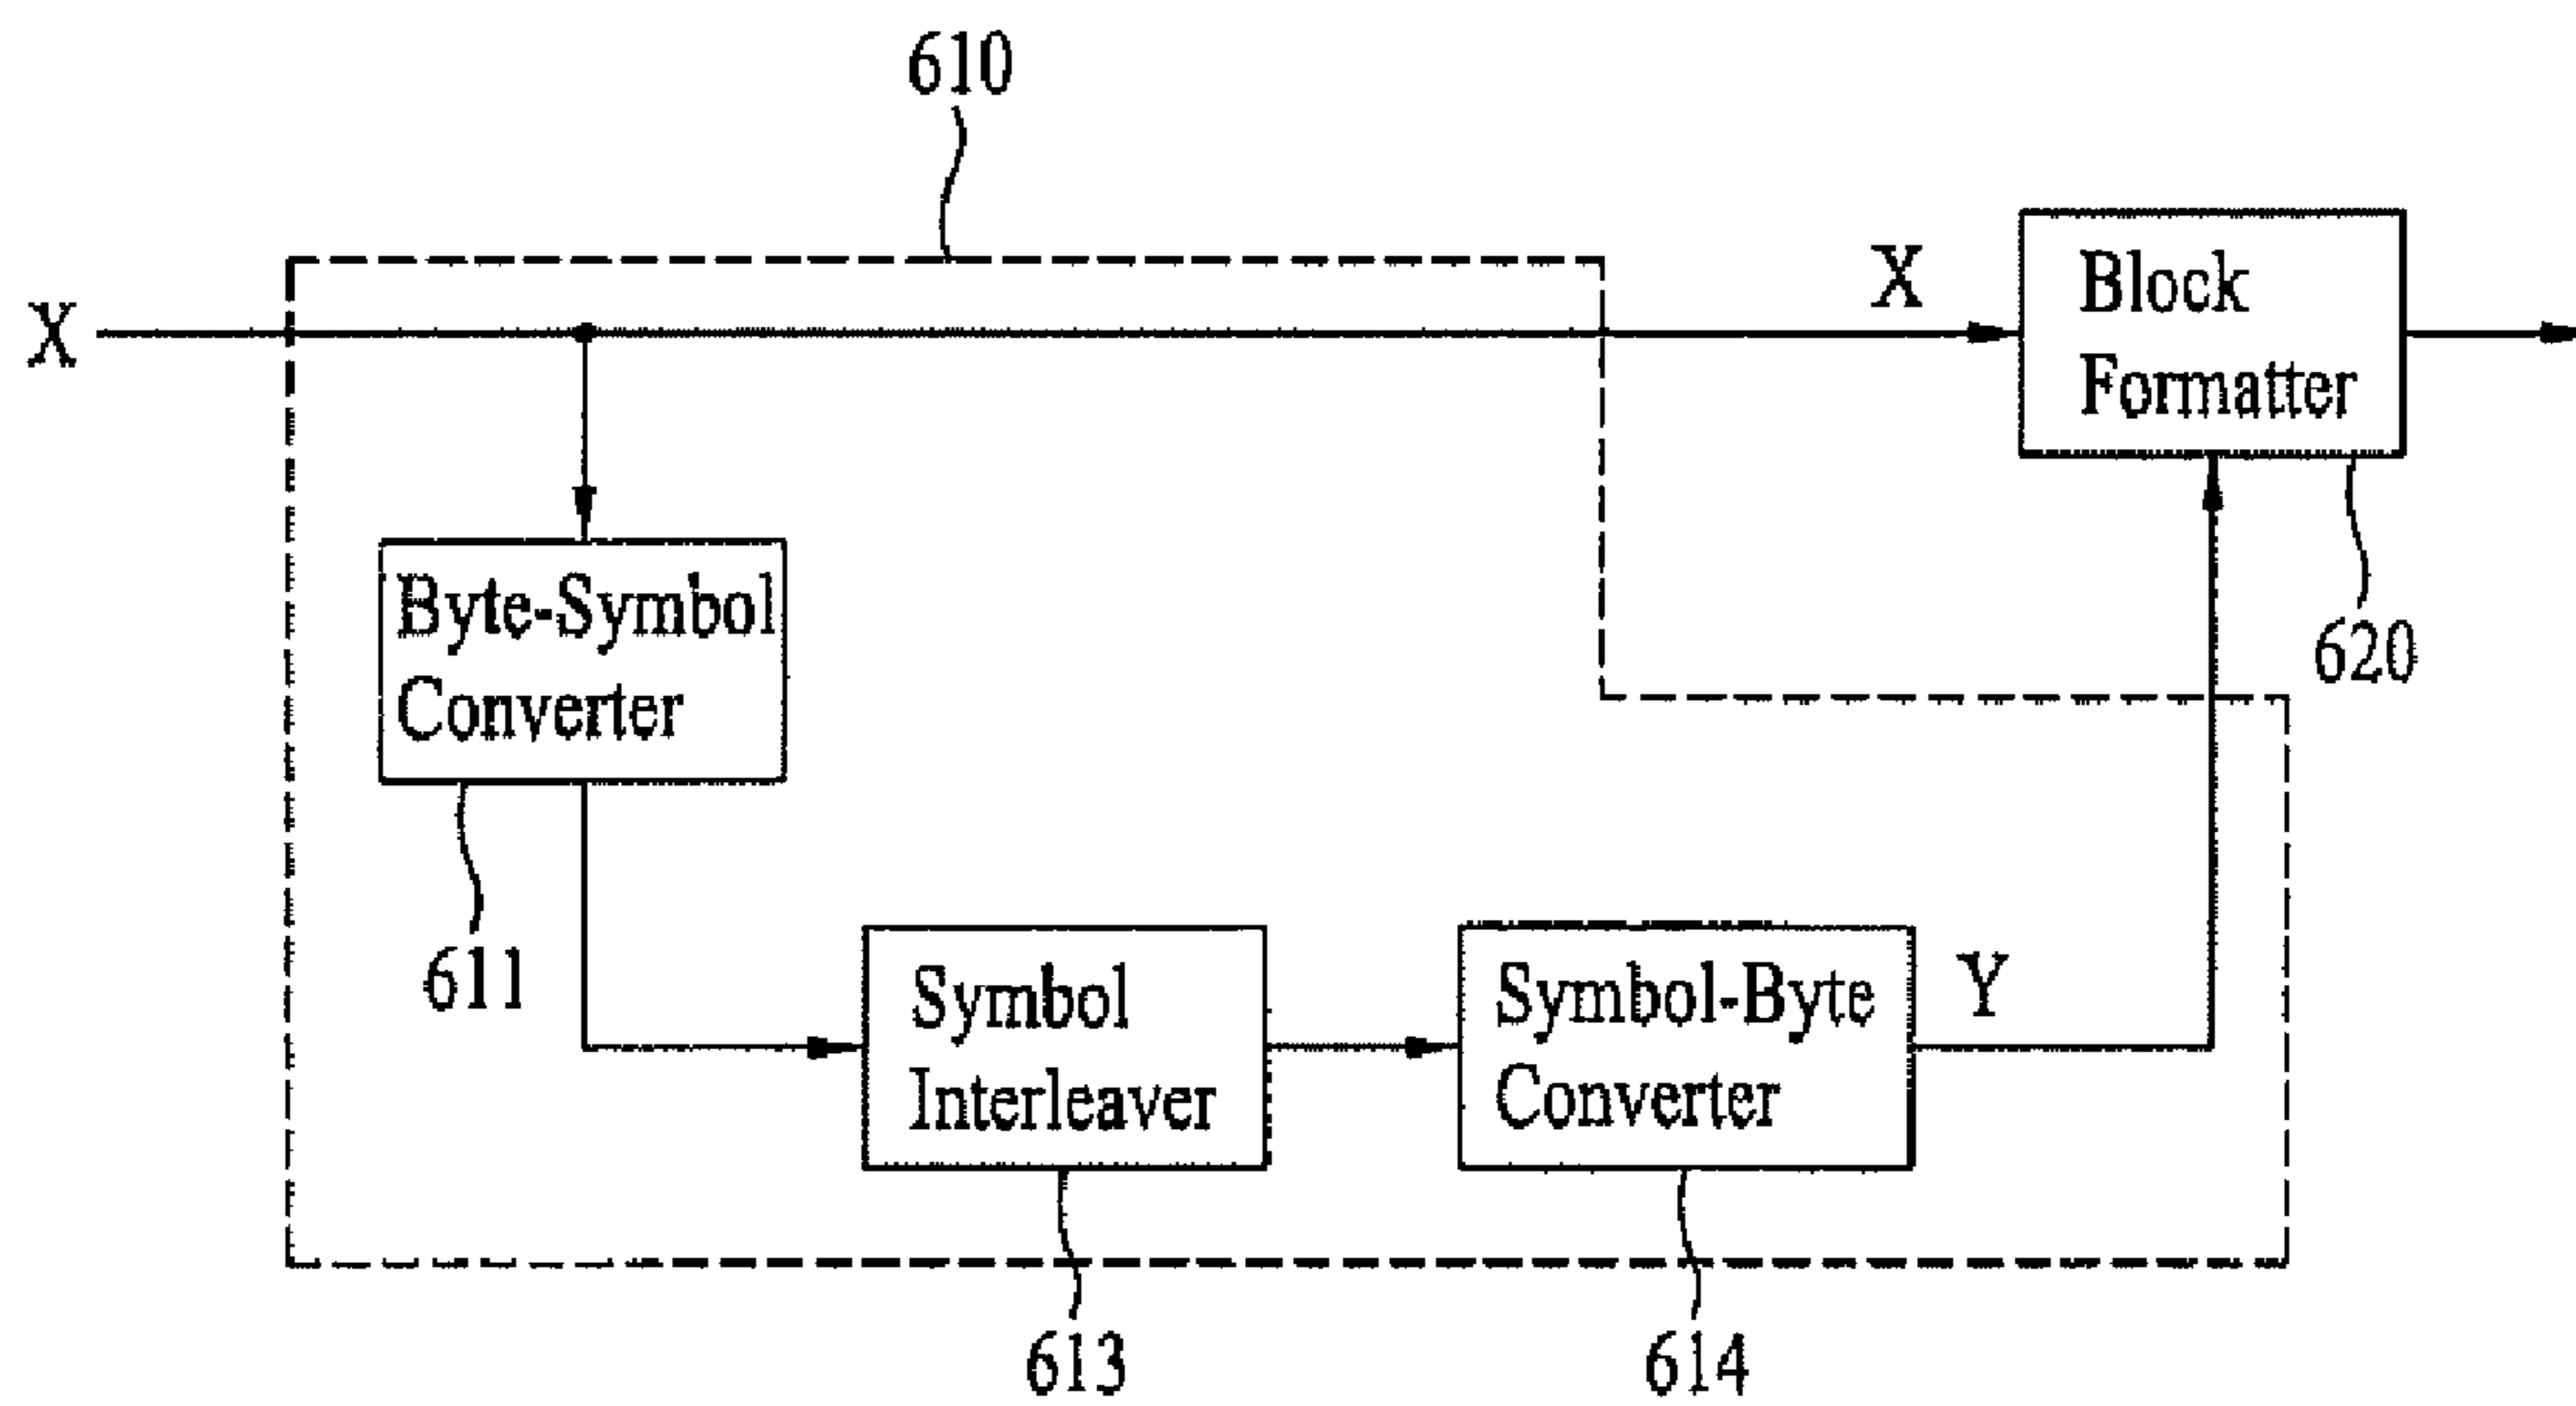 610
X
X
Block
Formatter
Byte-Symbol
Converter
620
611
Symbol
Interleaver
Symbol-Byte
Converter
Y
613
614